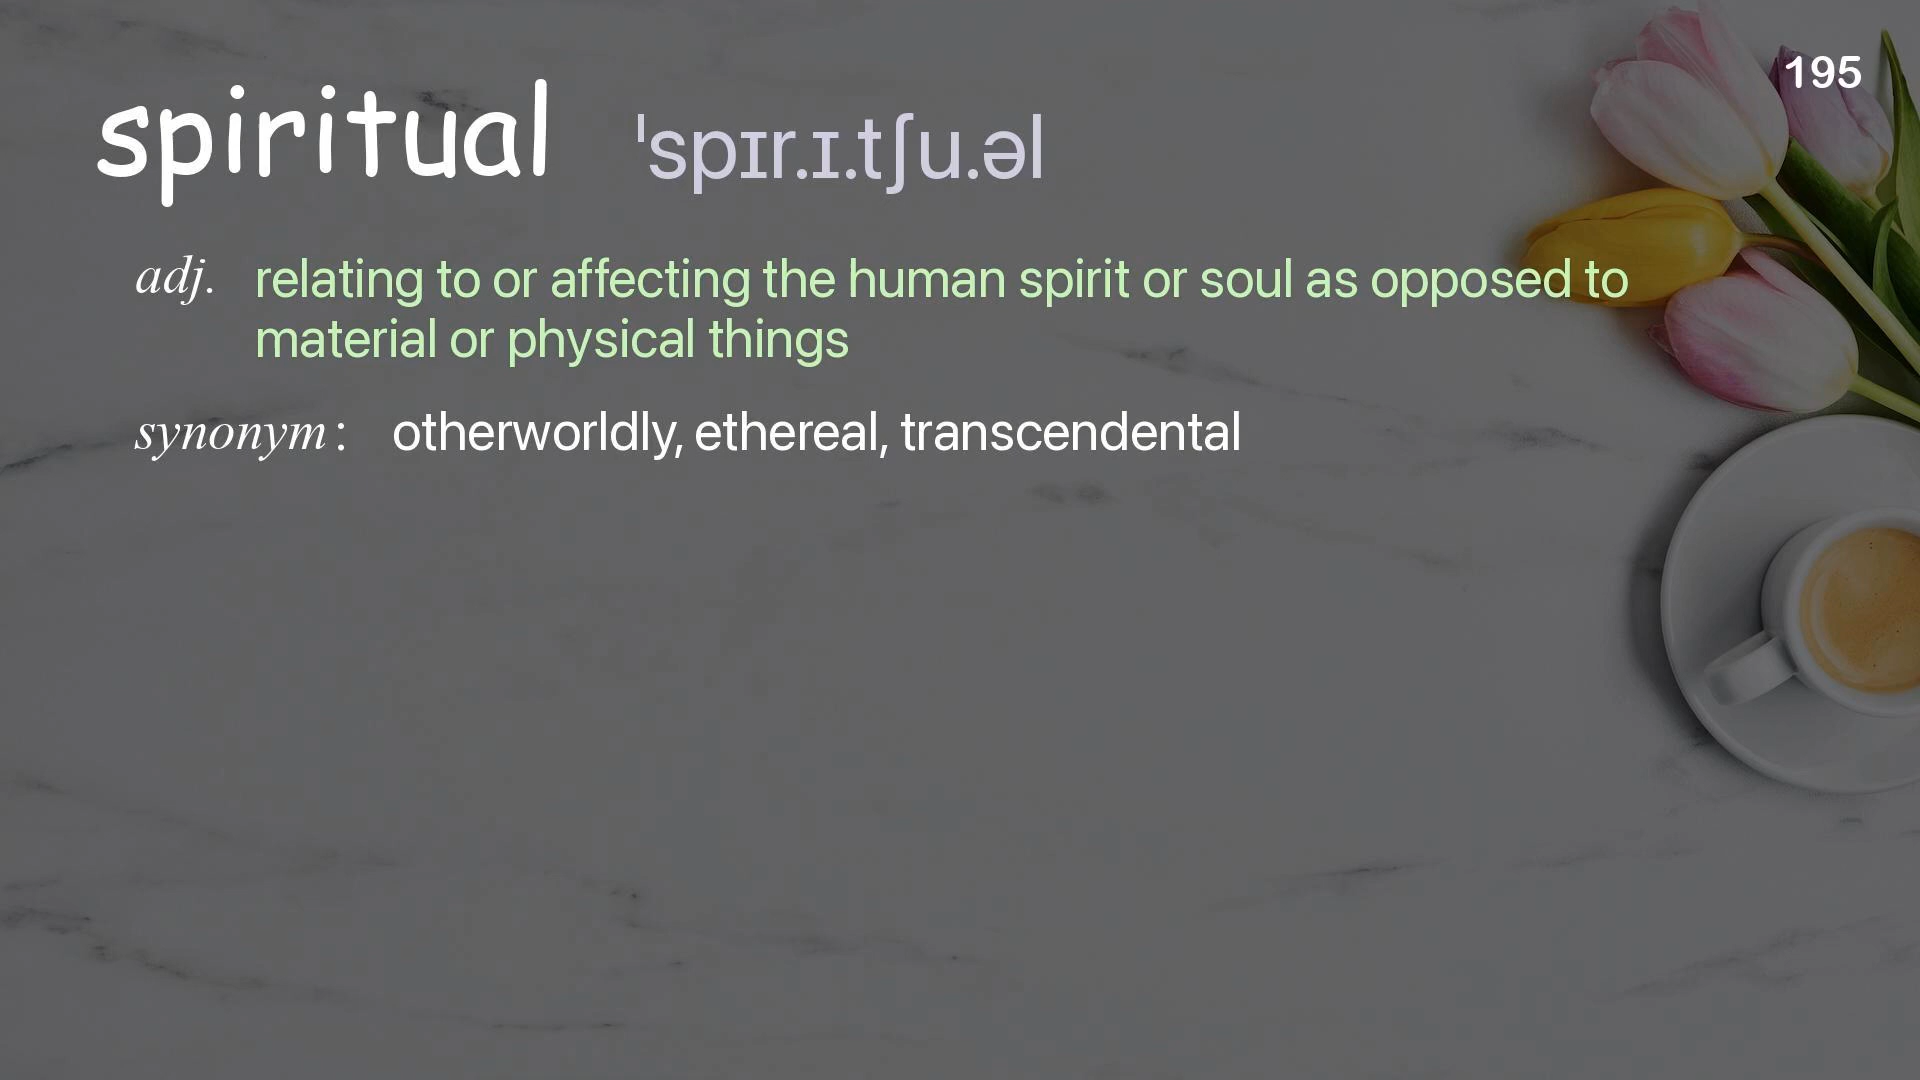 195
spiritual ˈspɪr.ɪ.tʃu.əl
adj. relating to or affecting the human spirit or soul as opposed to
material or physical things
synonym: otherworldly, ethereal, transcendental